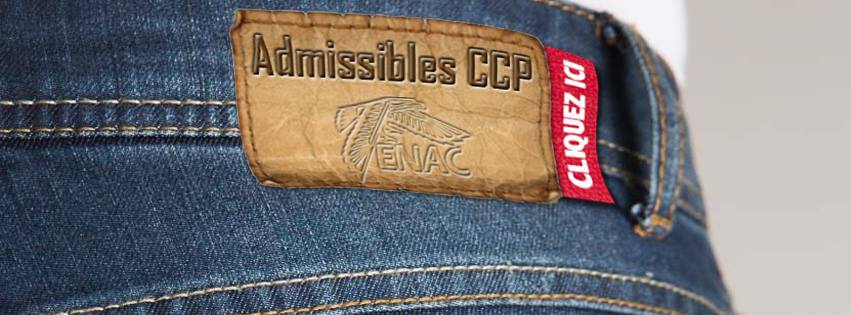 Admissibles CCP
ENAC
CLIQUEZ ICI